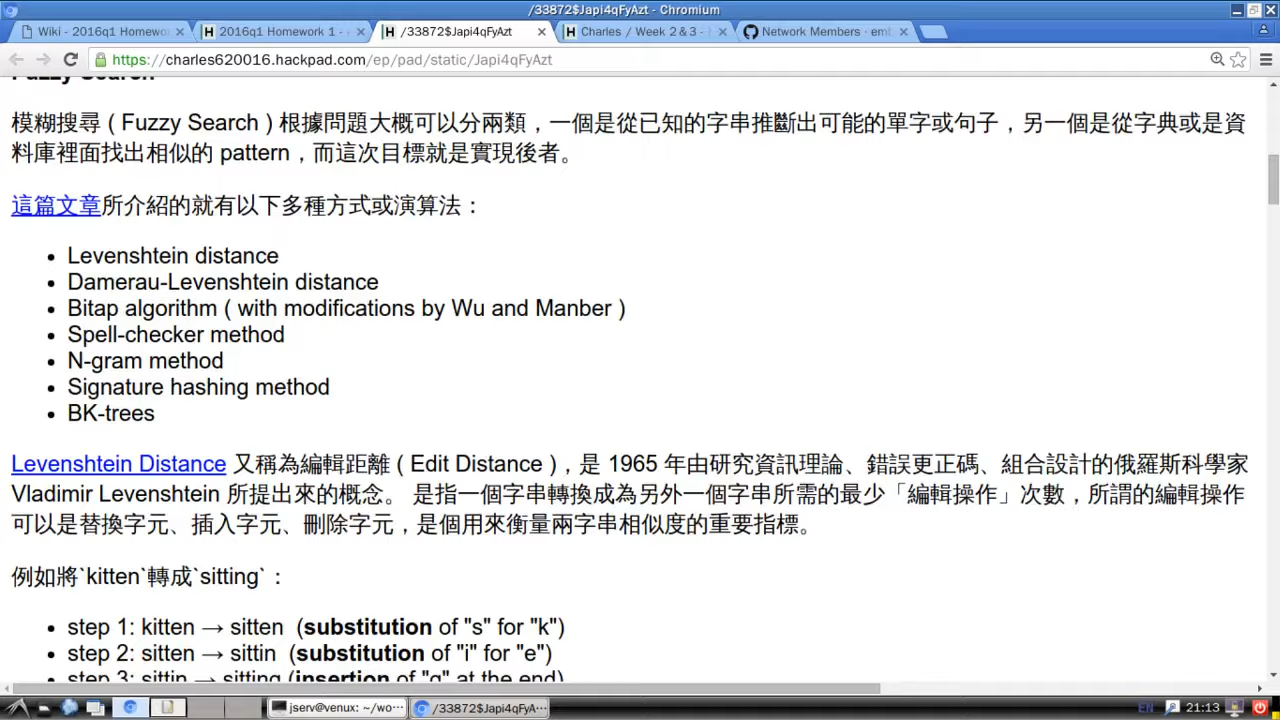 /33872$Japi4qFyAzt - Chromium
Wiki - 2016q1 Homewo
2016q1 Homework 1 -
/33872$Japi4qFyAzt
Charles / Week 2&3 -
Network Members · em
https://charles620016.hackpad.com/ep/pad/static/Japi4qFyAzt
Fuzzy Search
模糊搜尋 ( Fuzzy Search ) 根據問題大概可以分兩類，一個是從已知的字串推斷出可能的單字或句子，另一個是從字典或是資
料庫裡面找出相似的 pattern，而這次目標就是實現後者。
這篇文章所介紹的就有以下多種方式或演算法：
• Levenshtein distance
• Damerau-Levenshtein distance
• Bitap algorithm ( with modifications by Wu and Manber )
• Spell-checker method
• N-gram method
• Signature hashing method
• BK-trees
Levenshtein Distance 又稱為編輯距離 ( Edit Distance )，是 1965 年由研究資訊理論、錯誤更正碼、組合設計的俄羅斯科學家
Vladimir Levenshtein 所提出來的概念。 是指一個字串轉換成為另外一個字串所需的最少「編輯操作」次數，所謂的編輯操作
可以是替換字元、插入字元、刪除字元，是個用來衡量兩字串相似度的重要指標。
例如將`kitten`轉成`sitting`：
• step 1: kitten → sitten (substitution of "s" for "k")
• step 2: sitten → sittin (substitution of "i" for "e")
• step 3: sittin → sitting (insertion of "g" at the end)
jserv@venux: ~/wo···
/33872$Japi4qFyA···
EN
21:13